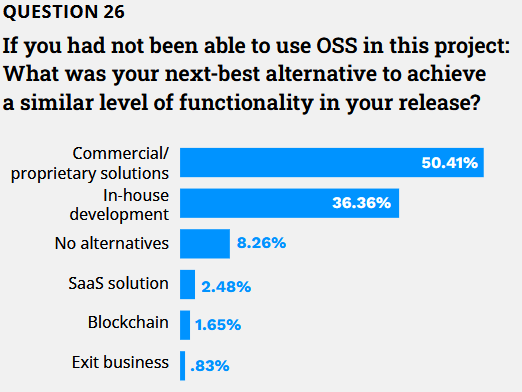 QUESTION 26
If you had not been able to use OSS in this project:
What was your next-best alternative to achieve
a similar level of functionality in your release?
Commercial/
proprietary solutions
50.41%
In-house
development
36.36%
No alternatives
8.26%
SaaS solution
2.48%
Blockchain
1.65%
Exit business
.83%